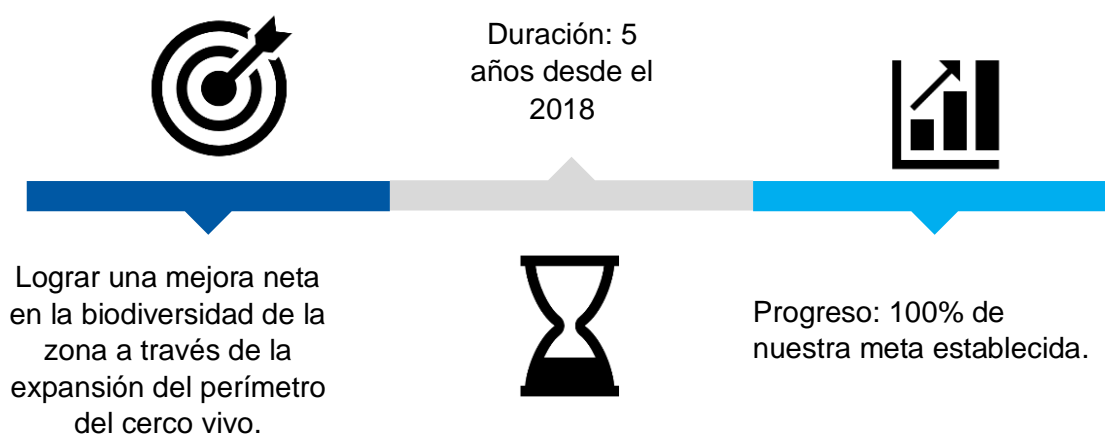 Lograr una mejora neta
en la biodiversidad de la
zona a través de la
expansión del perímetro
del cerco vivo.
Duración: 5
años desde el
2018
Progreso: 100% de
nuestra meta establecida.